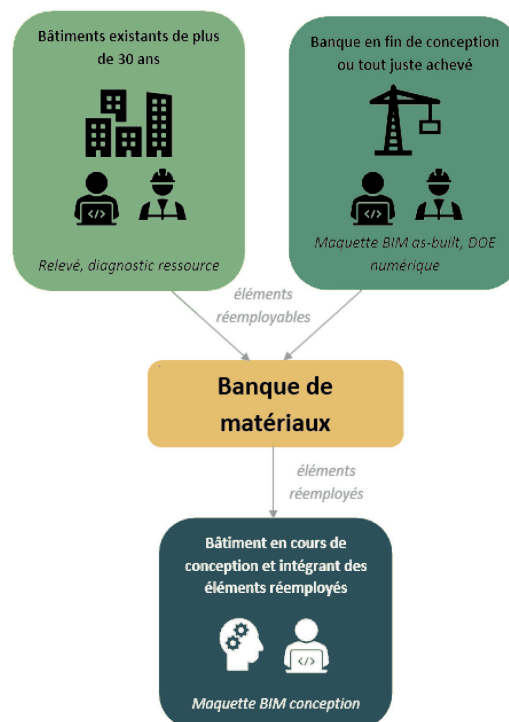 Bâtiments existants de plus
de 30 ans
</>
Relevé, diagnostic ressource
Banque en fin de conception
ou tout juste achevé
</>
Maquette BIM as-built, DOE
numérique
éléments
réemployables
Banque de
matériaux
éléments
réemployés
Bâtiment en cours de
conception et intégrant des
éléments réemployés
</>
Maquette BIM conception